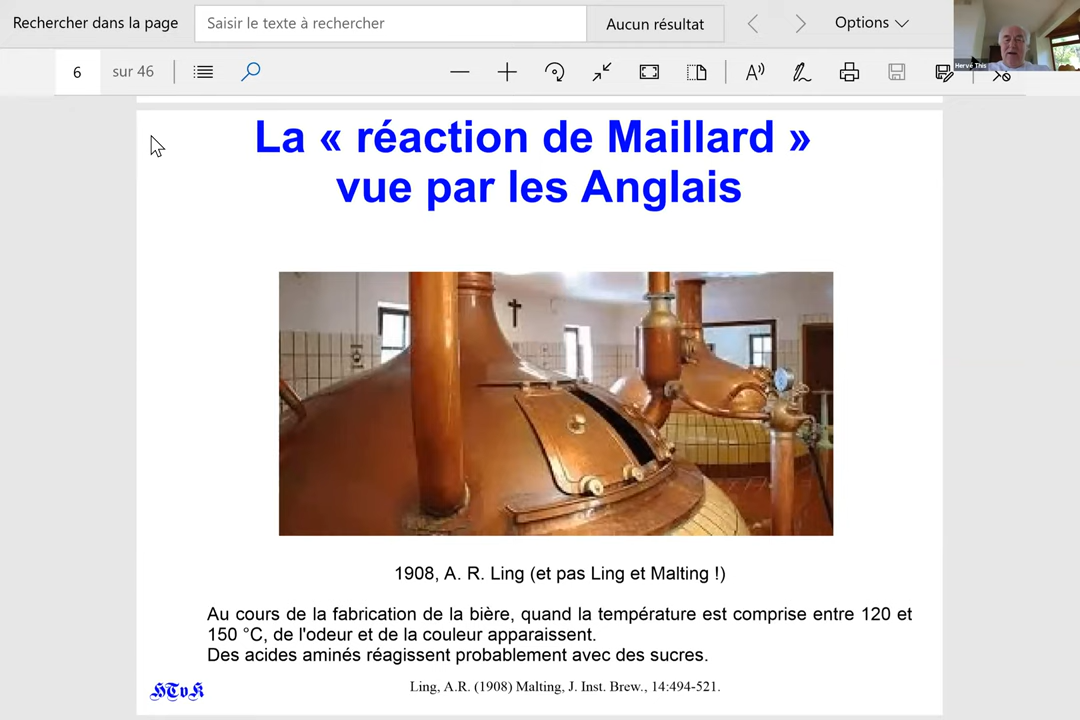 Rechercher dans la page
Saisir le texte à rechercher
Aucun résultat
Options
Hervé This
6 sur 46
La « réaction de Maillard »
vue par les Anglais
1908, A. R. Ling (et pas Ling et Malting !)
Au cours de la fabrication de la bière, quand la température est comprise entre 120 et
150 °C, de l'odeur et de la couleur apparaissent.
Des acides aminés réagissent probablement avec des sucres.
Ling, A.R. (1908) Malting, J. Inst. Brew., 14:494-521.